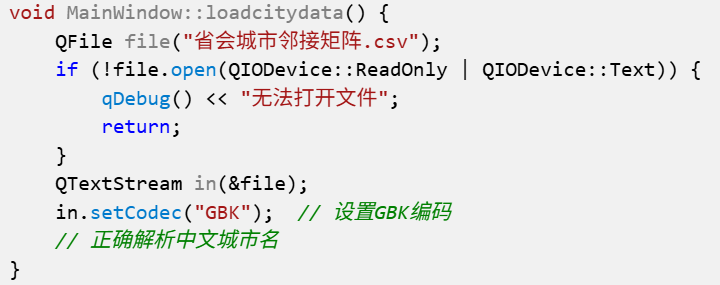 void MainWindow::loadcitydata() {
    QFile file("省会城市邻接矩阵.csv");
    if (!file.open(QIODevice::ReadOnly | QIODevice::Text)) {
        qDebug() << "无法打开文件";
        return;
    }
    QTextStream in(&file);
    in.setCodec("GBK");  // 设置GBK编码
    // 正确解析中文城市名
}